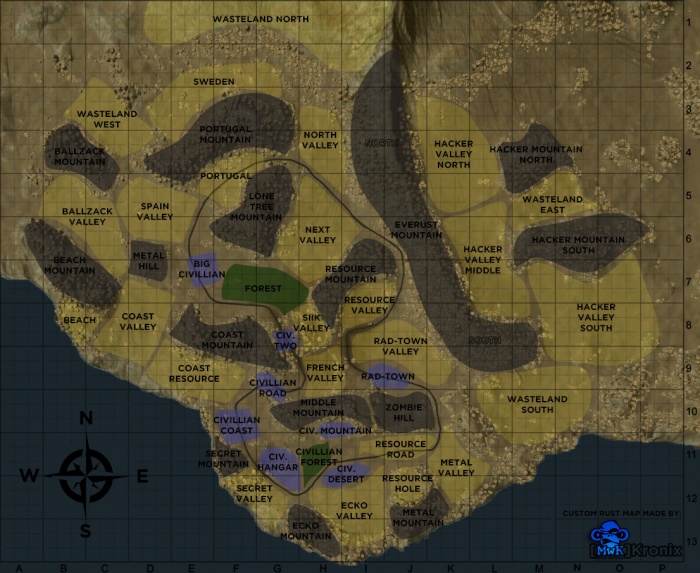 WASTELAND NORTH
1
SWEDEN
2
WASTELAND
WEST
3
PORTUGAL
MOUNTAIN
NORTH
VALLEY
NORTH
HACKER
VALLEY
NORTH
HACKER MOUNTAIN
NORTH
4
BALLZACK
MOUNTAIN
PORTUGAL
LONE
TREE
MOUNTAIN
5
WASTELAND
EAST
BALLZACK
VALLEY
SPAIN
VALLEY
NEXT
VALLEY
EVERUST
MOUNTAIN
6
HACKER MOUNTAIN
SOUTH
BEACH
MOUNTAIN
METAL
HILL
BIG
CIVILLIAN
RESOURCE
MOUNTAIN
HACKER
VALLEY
MIDDLE
7
FOREST
RESOURCE
VALLEY
HACKER
VALLEY
SOUTH
BEACH
COAST
VALLEY
SIIK
VALLEY
8
COAST
MOUNTAIN
CIV.
TWO
RAD-TOWN
VALLEY
SOUTH
9
COAST
RESOURCE
CIVILLIAN
ROAD
FRENCH
VALLEY
RAD-TOWN
WASTELAND
SOUTH
10
MIDDLE
MOUNTAIN
ZOMBIE
HILL
CIVILLIAN
COAST
CIV. MOUNTAIN
N
W
E
S
RESOURCE
ROAD
11
SECRET
MOUNTAIN
CIV.
HANGAR
CIVILLIAN
FOREST
CIV.
DESERT
METAL
VALLEY
SECRET
VALLEY
RESOURCE
HOLE
12
ECKO
VALLEY
METAL
MOUNTAIN
ECKO
MOUNTAIN
CUSTOM RUST MAP MADE BY:
[MwK]Kronix
MwK
13
A B C D E F G H I J K L M N O P